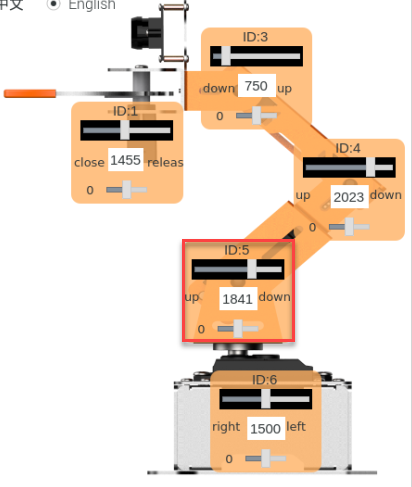 中文 English
ID:3
down 750 up
0
ID:1
close 1455 releas
0
ID:4
up 2023 down
0
ID:5
up 1841 down
0
ID:6
right 1500 left
0